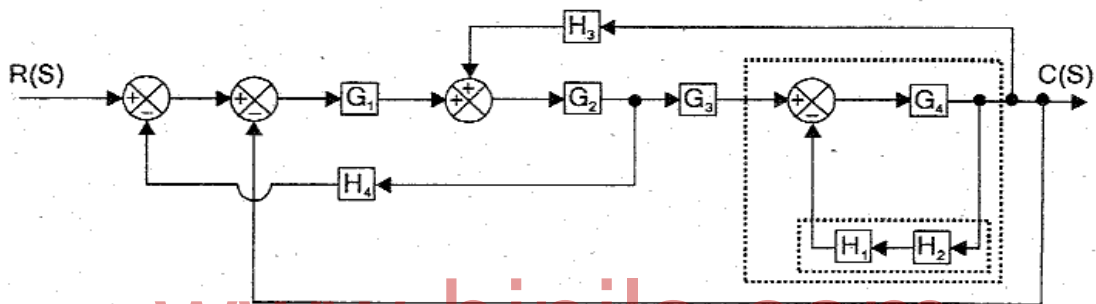 H₃
R(S)
C(S)
+
−
+
−
G₁
+
+
G₂
G₃
+
−
G₄
H₄
H₁
H₂